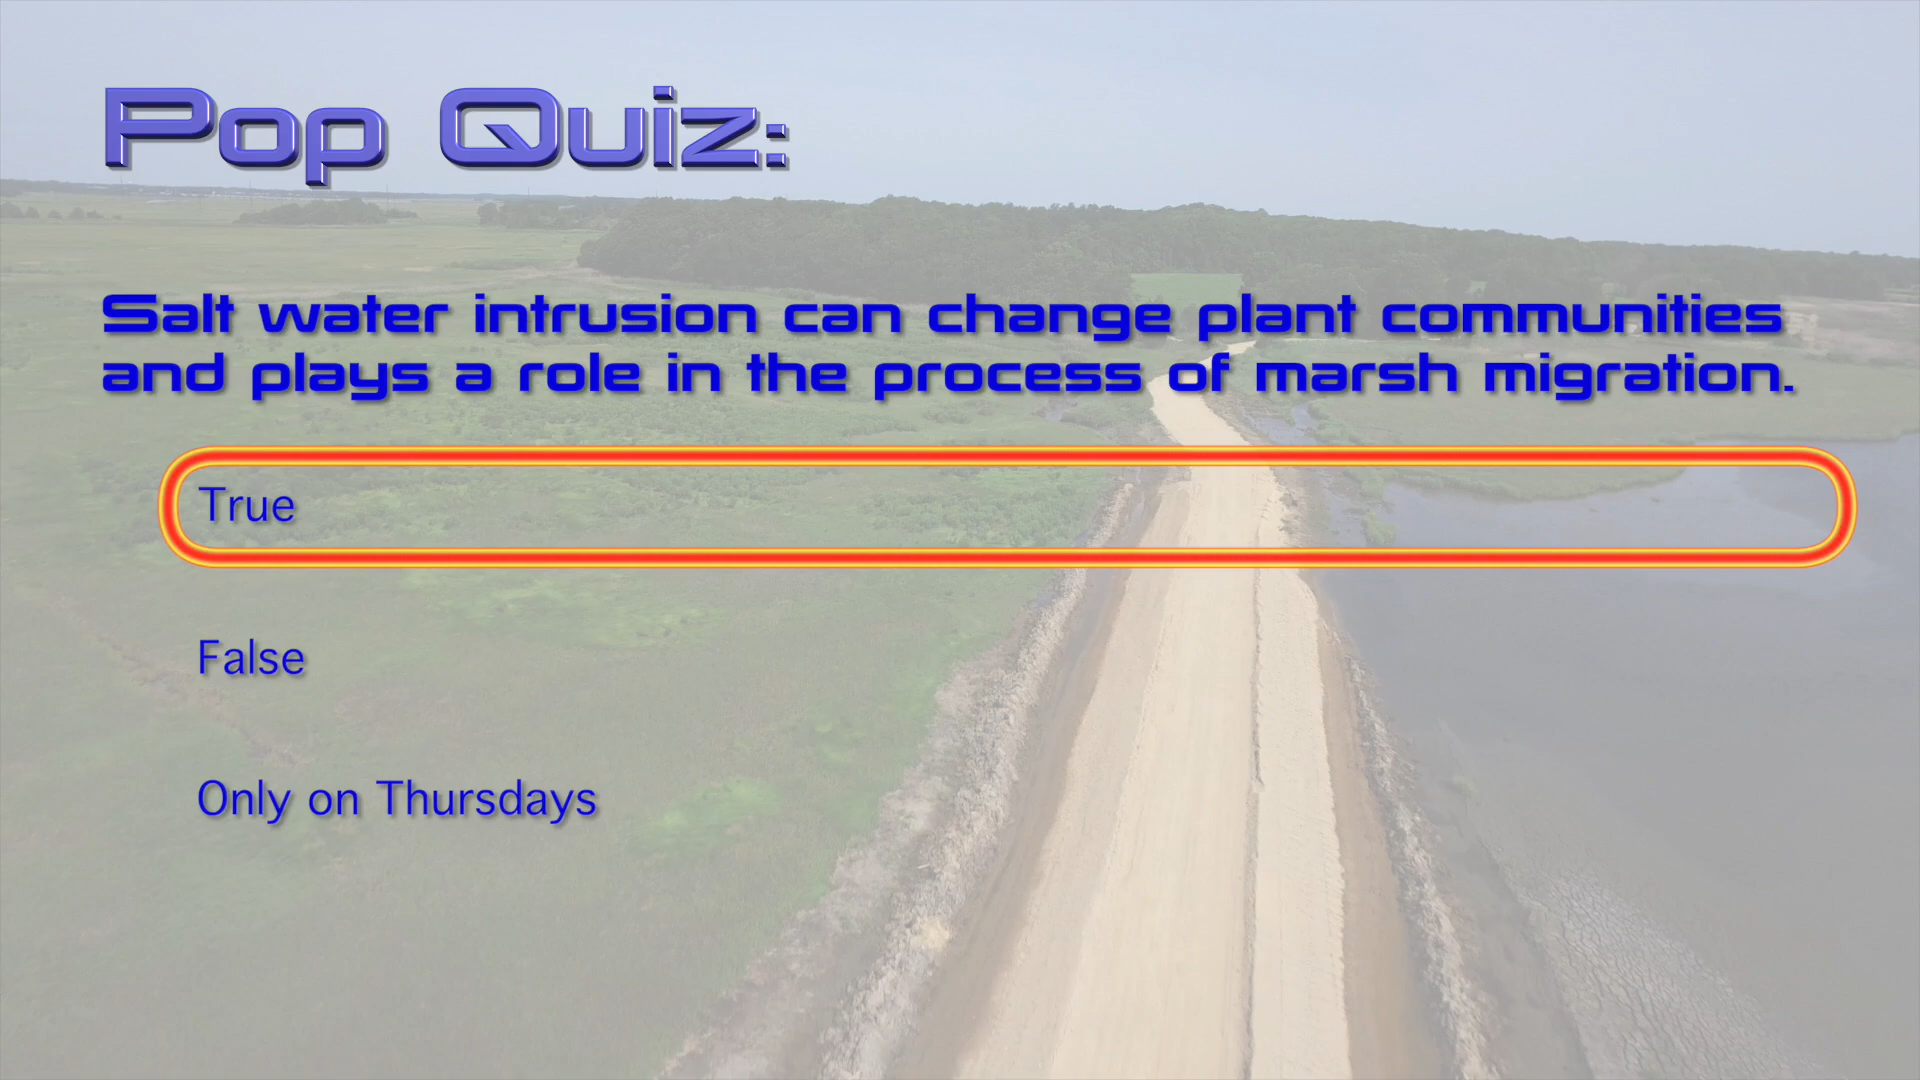 Pop Quiz:
Salt water intrusion can change plant communities
and plays a role in the process of marsh migration.
True
False
Only on Thursdays